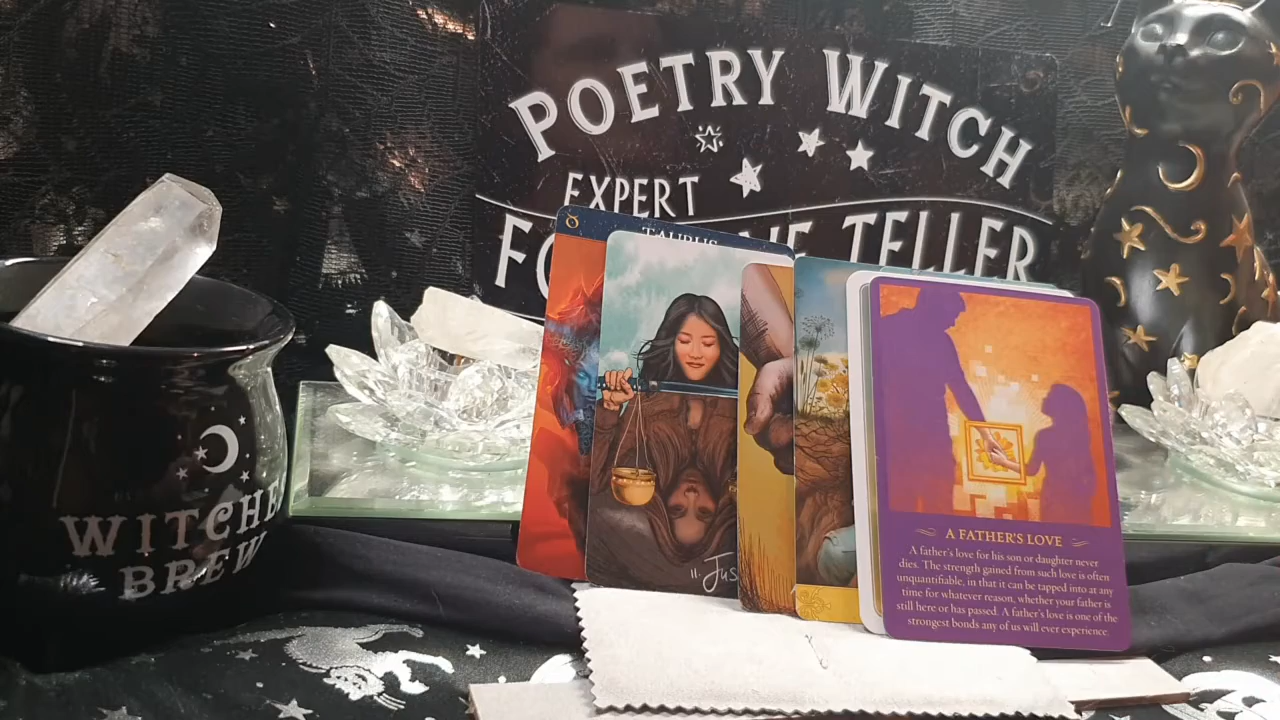 POETRY WITCH
EXPERT
TELLER
TAURUS
WITCHE
BREW
A FATHER'S LOVE
A father's love for his son or daughter never
dies. The strength gained from such love is often
unquantifiable, in that it can be tapped into at any
time for whatever reason, whether your father is
still here or has passed. A father's love is one of the
strongest bonds any of us will ever experience.